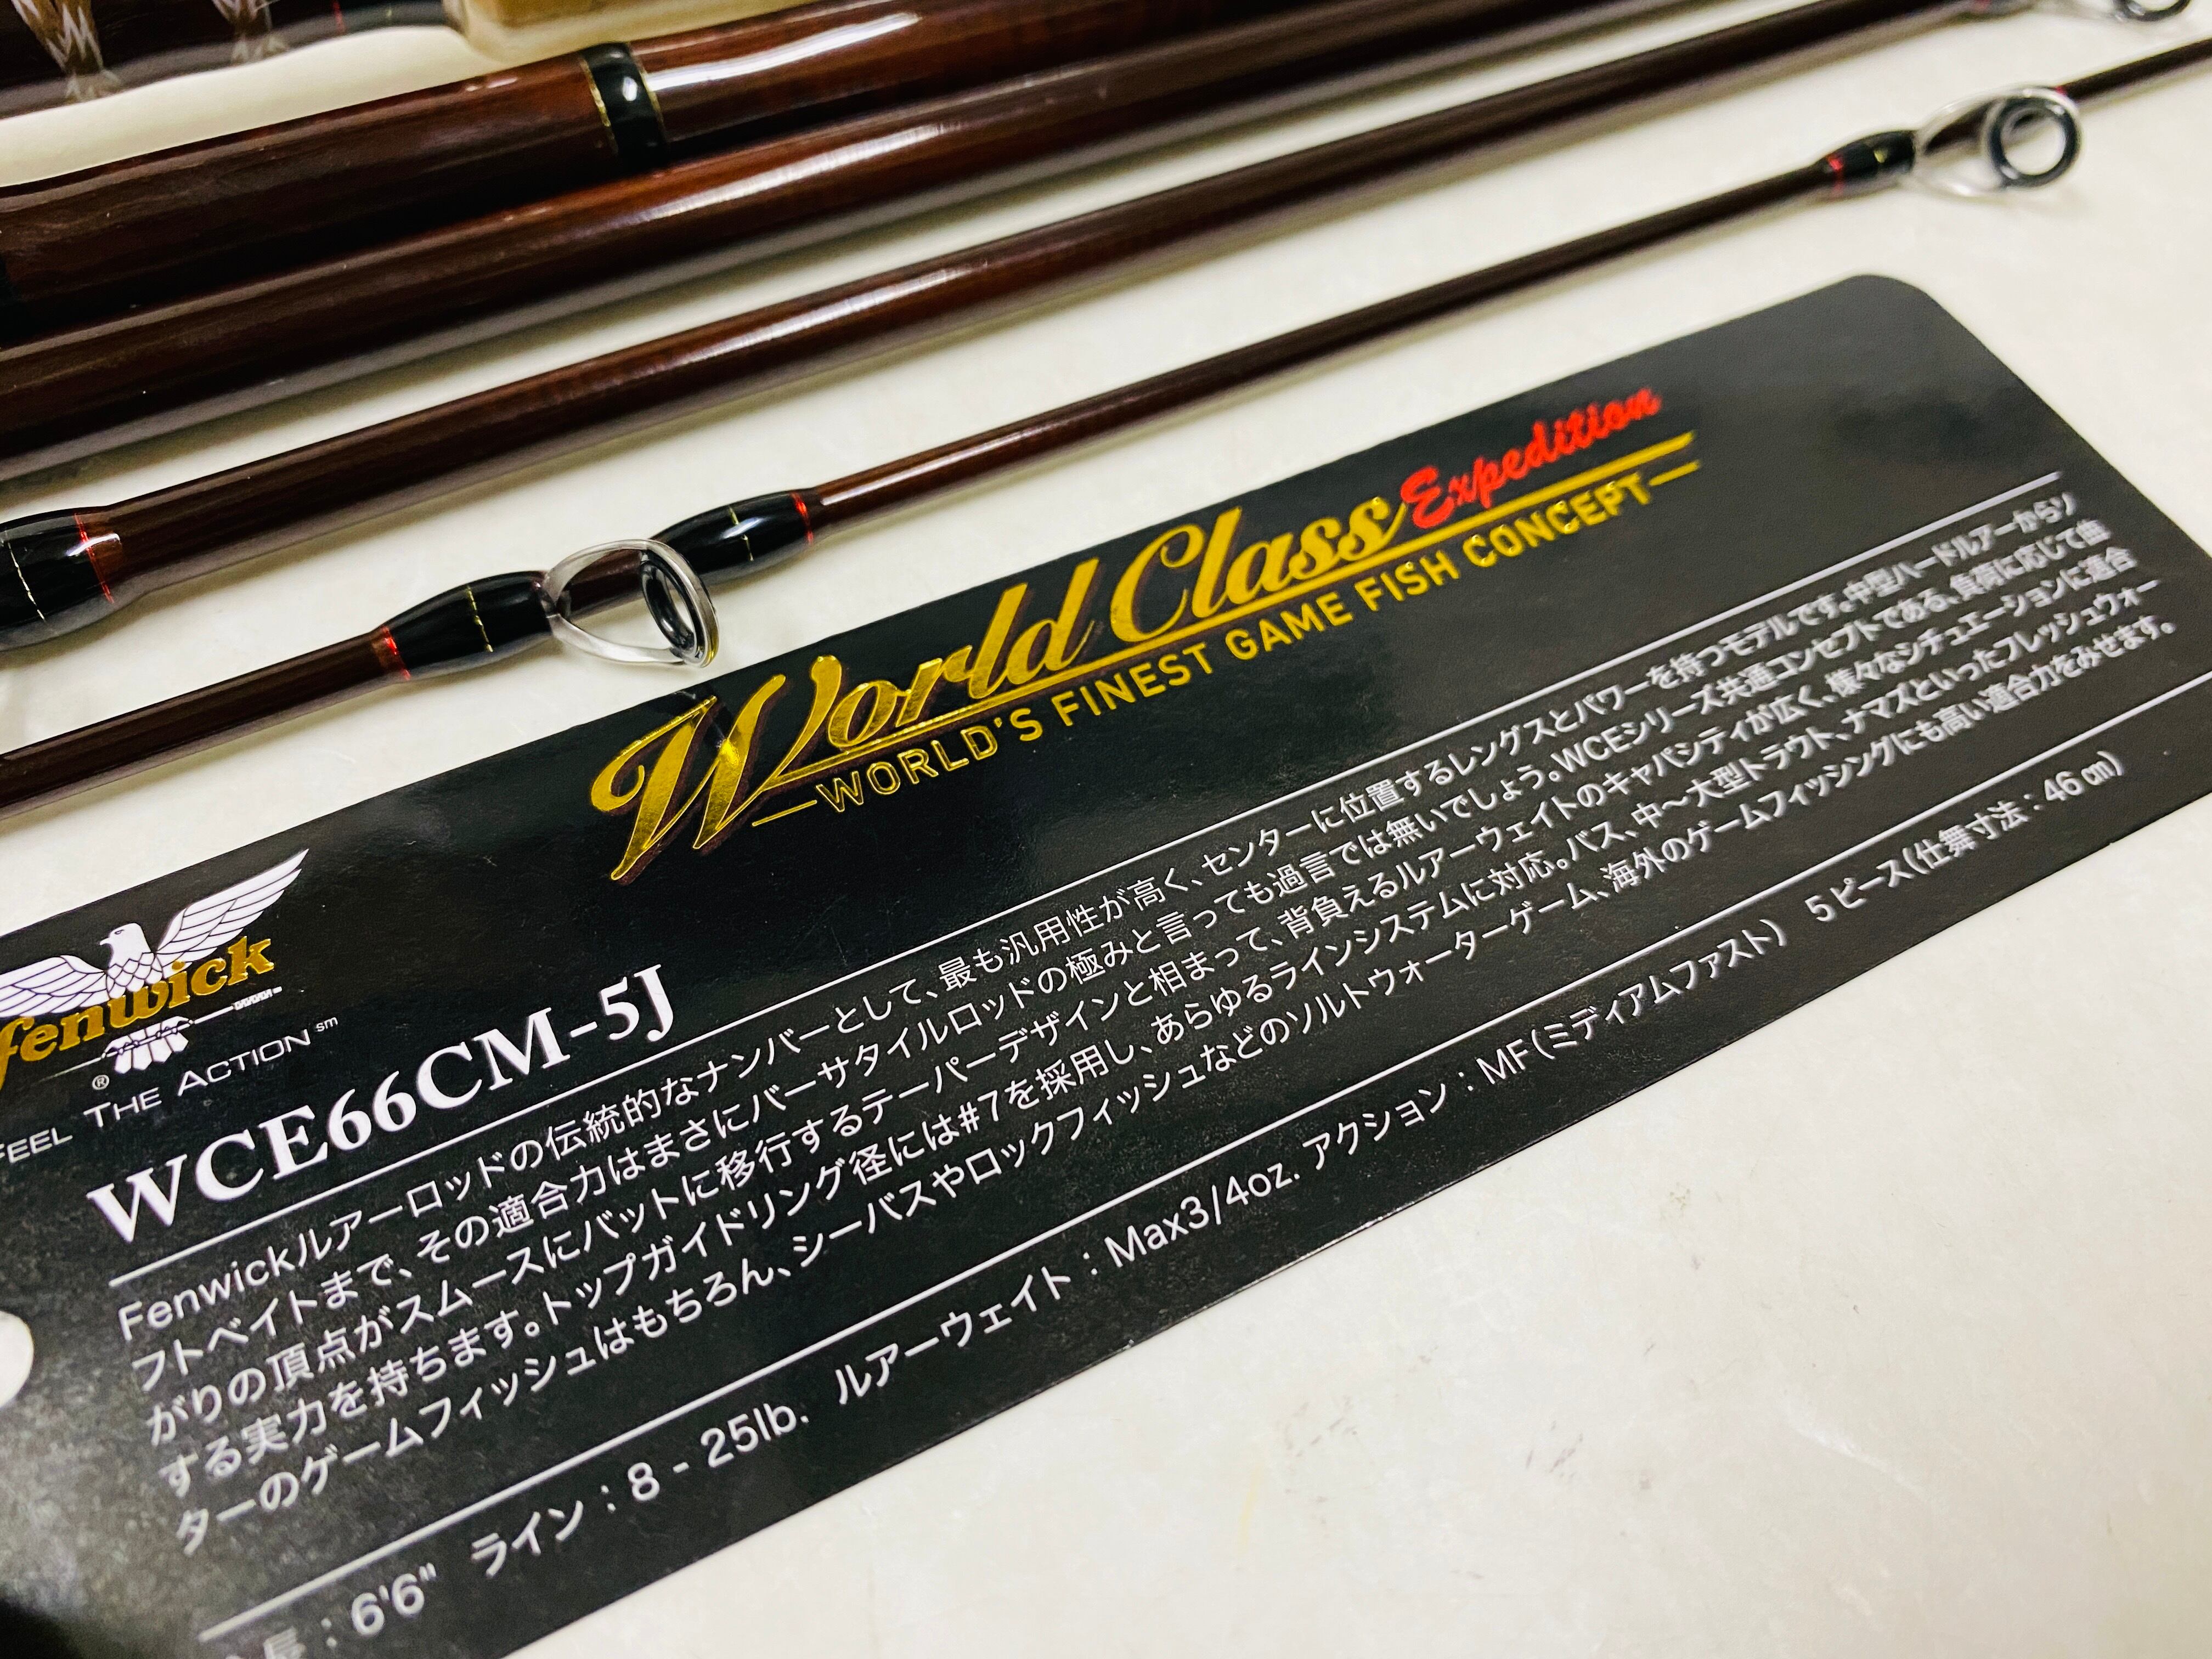 World Class Expedition
WORLD'S FINEST GAME FISH CONCEPT
fenwick
®
FEEL THE ACTION sm
WCE66CM-5J
Fenwickルアーロッドの伝統的なナンバーとして、最も汎用性が高く、センターに位置するレングスとパワーを持つモデルです。中型ハードルアーからソ
フトベイトまで、その適合力はまさにバーサタイルロッドの極みと言っても過言では無いでしょう。WCEシリーズ共通コンセプトである、負荷に応じて曲
がりの頂点がスムースにバットに移行するテーパーデザインと相まって、背負えるルアーウェイトのキャパシティが広く、様々なシチュエーションに適合
する実力を持ちます。トップガイドリング径には#7を採用し、あらゆるラインシステムに対応。バス、中〜大型トラウト、ナマズといったフレッシュウォー
ターのゲームフィッシュはもちろん、シーバスやロックフィッシュなどのソルトウォーターゲーム、海外のゲームフィッシングにも高い適合力をみせます。
長：6'6" ライン：8 - 25lb. ルアーウェイト：Max3/4oz. アクション：MF(ミディアムファスト) 5ピース(仕舞寸法：46㎝)